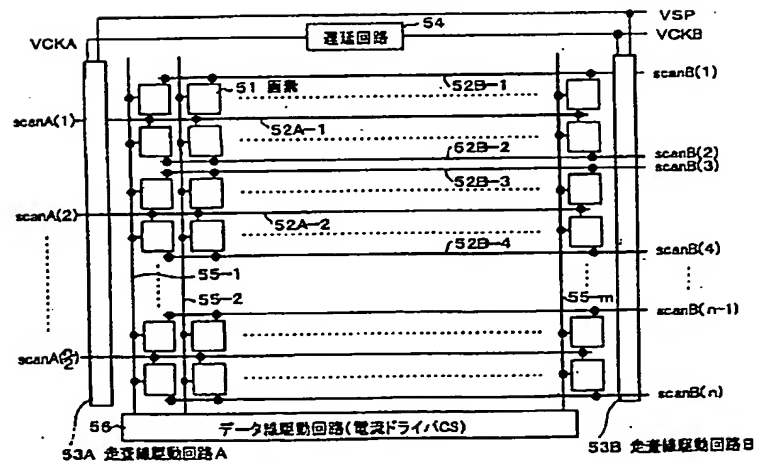 54
VSP
VCKA
遅延回路
VCKB
51 画素
52B-1
scanB(1)
scanA(1)
52A-1
52B-2
scanB(2)
52B-3
scanB(3)
scanA(2)
52A-2
52B-4
scanB(4)
55-1
55-2
55-m
scanB(n-1)
scanA(n/2)
scanB(n)
56
データ線駆動回路(電流ドライバCS)
53A 走査線駆動回路A
53B 走査線駆動回路B